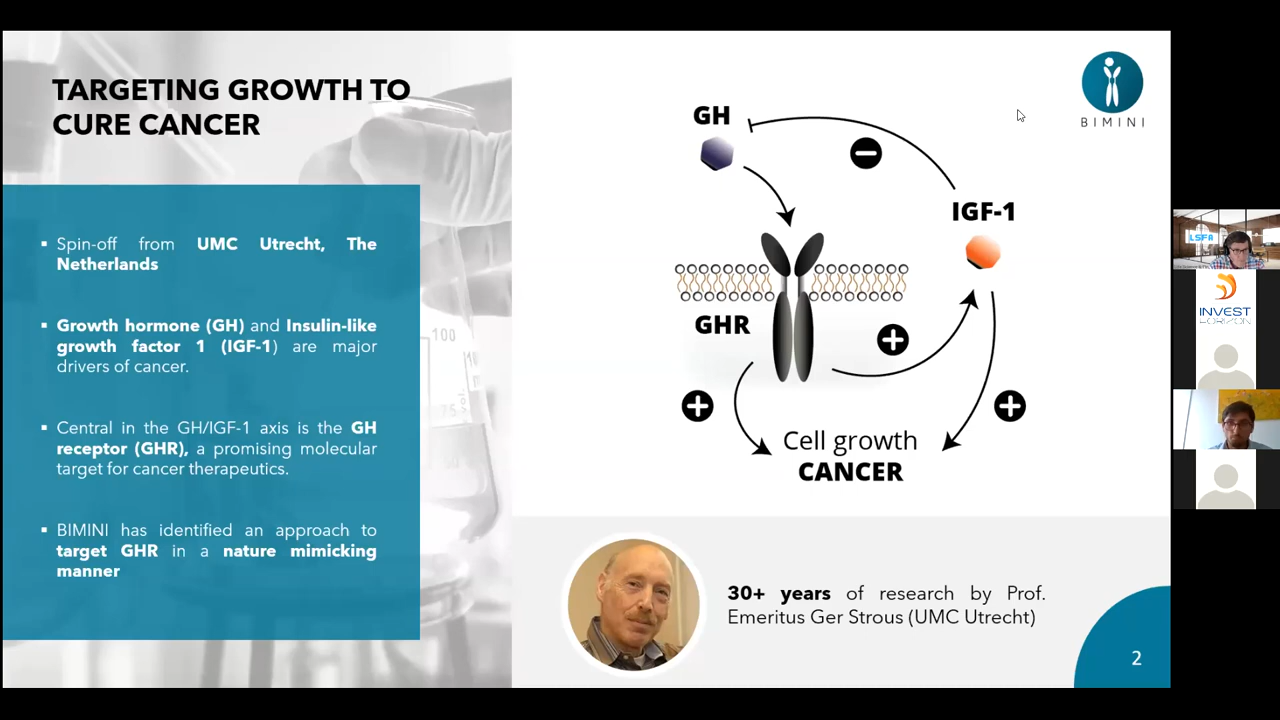 TARGETING GROWTH TO
CURE CANCER
Spin-off from UMC Utrecht, The
Netherlands
Growth hormone (GH) and Insulin-like
growth factor 1 (IGF-1) are major
drivers of cancer.
Central in the GH/IGF-1 axis is the GH
receptor (GHR), a promising molecular
target for cancer therapeutics.
BIMINI has identified an approach to
target GHR in a nature mimicking
manner
GH
IGF-1
GHR
Cell growth
CANCER
BIMINI
30+ years of research by Prof.
Emeritus Ger Strous (UMC Utrecht)
2
LSFA
INVEST
HORIZON
100
75
50